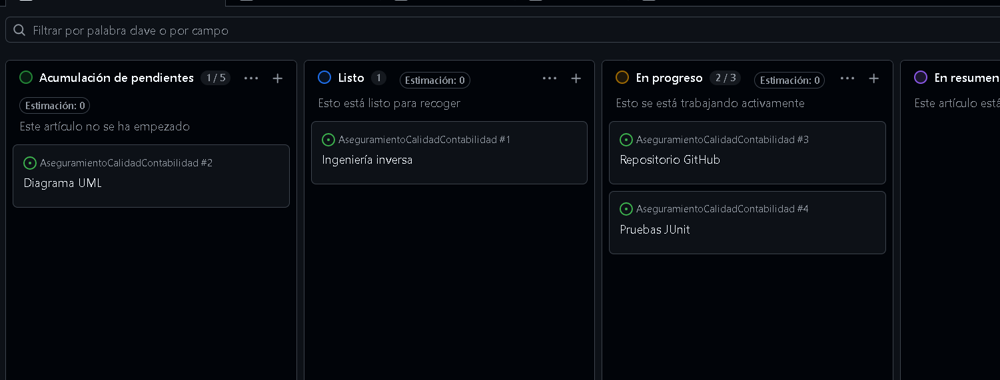 Filtrar por palabra clave o por campo
Acumulación de pendientes 1 / 5
Estimación: 0
Este artículo no se ha empezado
AseguramientoCalidadContabilidad #2
Diagrama UML
Listo 1 Estimación: 0
Esto está listo para recoger
AseguramientoCalidadContabilidad #1
Ingeniería inversa
En progreso 2 / 3 Estimación: 0
Esto se está trabajando activamente
AseguramientoCalidadContabilidad #3
Repositorio GitHub
AseguramientoCalidadContabilidad #4
Pruebas JUnit
En resumen
Este artículo está